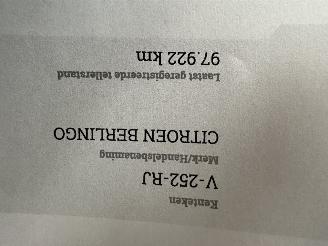 Kenteken
V-252-RJ
Merk/Handelsbenaming
CITROEN BERLINGO
Laatst geregistreerde tellerstand
97.922 km